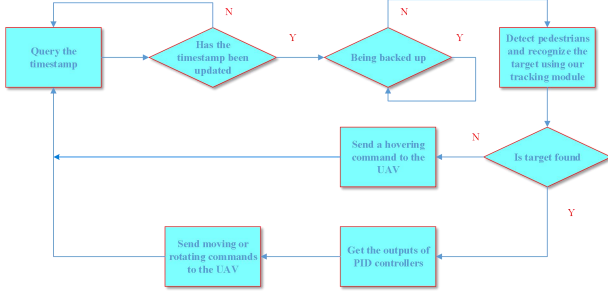 N
N
Query the
timestamp
Has the
timestamp been
updated
Y
Being backed up
Y
Detect pedestrians
and recognize the
target using our
tracking module
Send a hovering
command to the
UAV
N
Is target found
Y
Send moving or
rotating commands
to the UAV
Get the outputs of
PID controllers